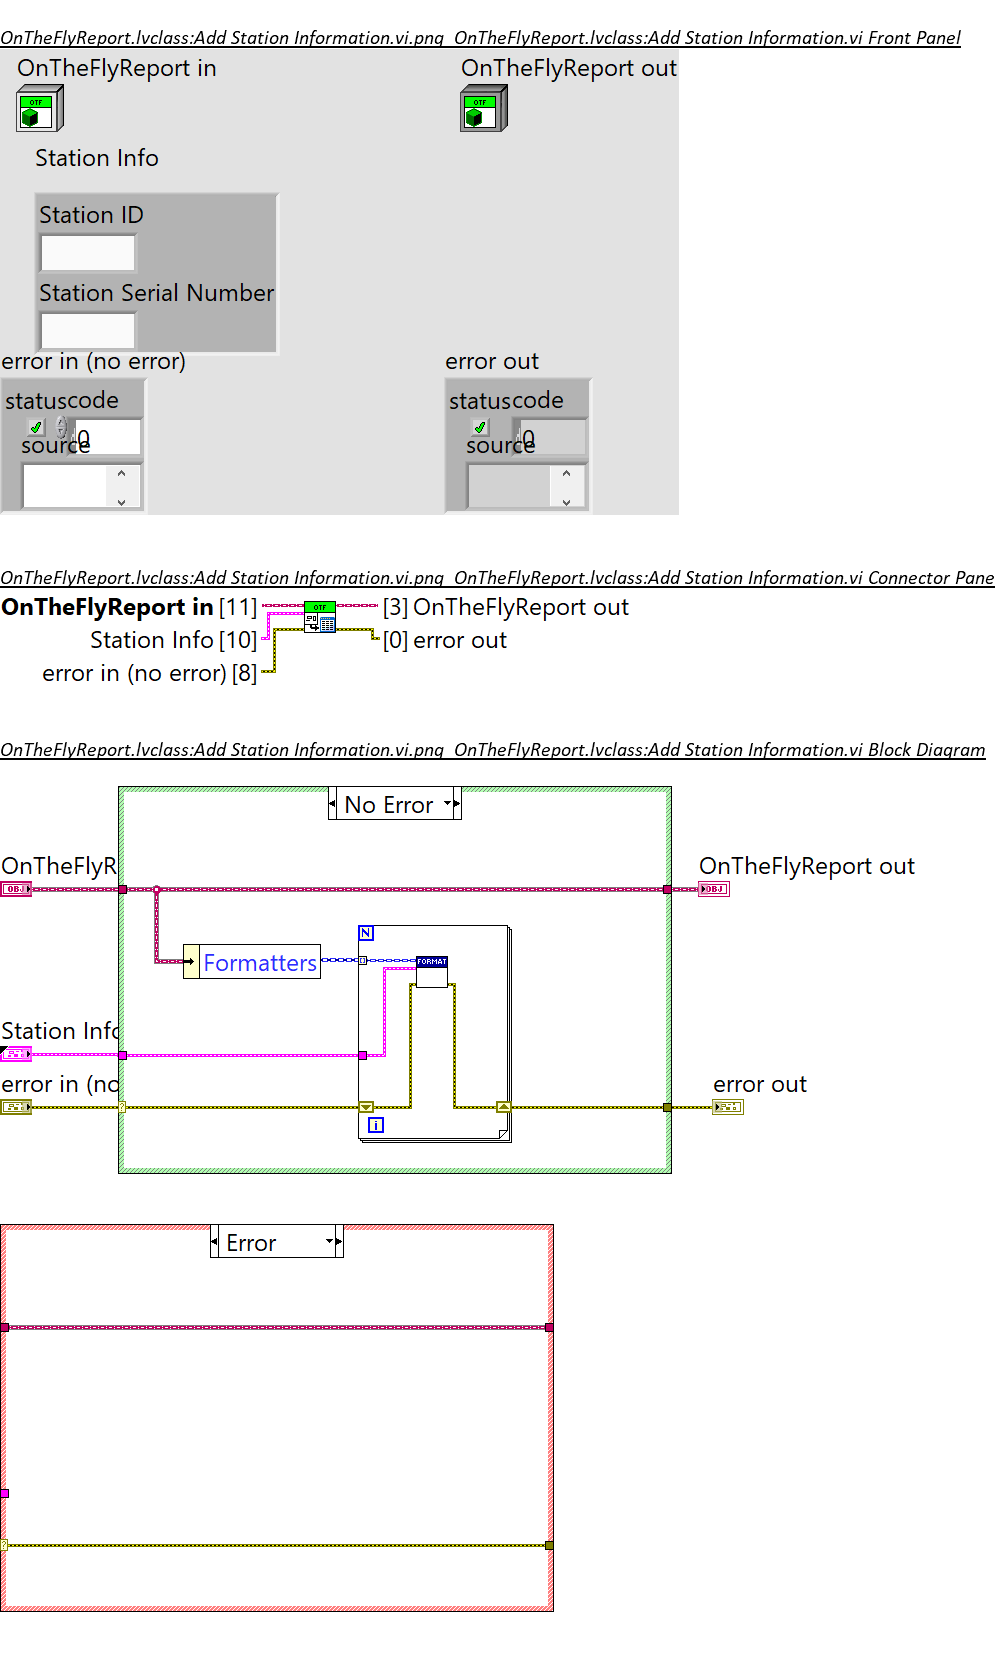 OnTheFlyReport.lvclass:Add Station Information.vi.png OnTheFlyReport.lvclass:Add Station Information.vi Front Panel
OnTheFlyReport in
OnTheFlyReport out
OTF
OTF
Station Info
Station ID
Station Serial Number
error in (no error)
error out
status code
status code
0
0
source
source
OnTheFlyReport.lvclass:Add Station Information.vi.png OnTheFlyReport.lvclass:Add Station Information.vi Connector Pane
OnTheFlyReport in [11]
OTF
[3] OnTheFlyReport out
Station Info [10]
[0] error out
error in (no error) [8]
OnTheFlyReport.lvclass:Add Station Information.vi.png OnTheFlyReport.lvclass:Add Station Information.vi Block Diagram
No Error
OnTheFlyR
OnTheFlyReport out
OBJ
OBJ
N
Formatters
FORMAT
Station Info
error in (no
error out
?
i
Error
?